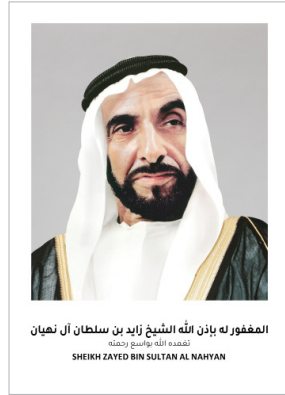 المغفور له بإذن الله الشيخ زايد بن سلطان آل نهيان
تغمده الله بواسع رحمته
SHEIKH ZAYED BIN SULTAN AL NAHYAN